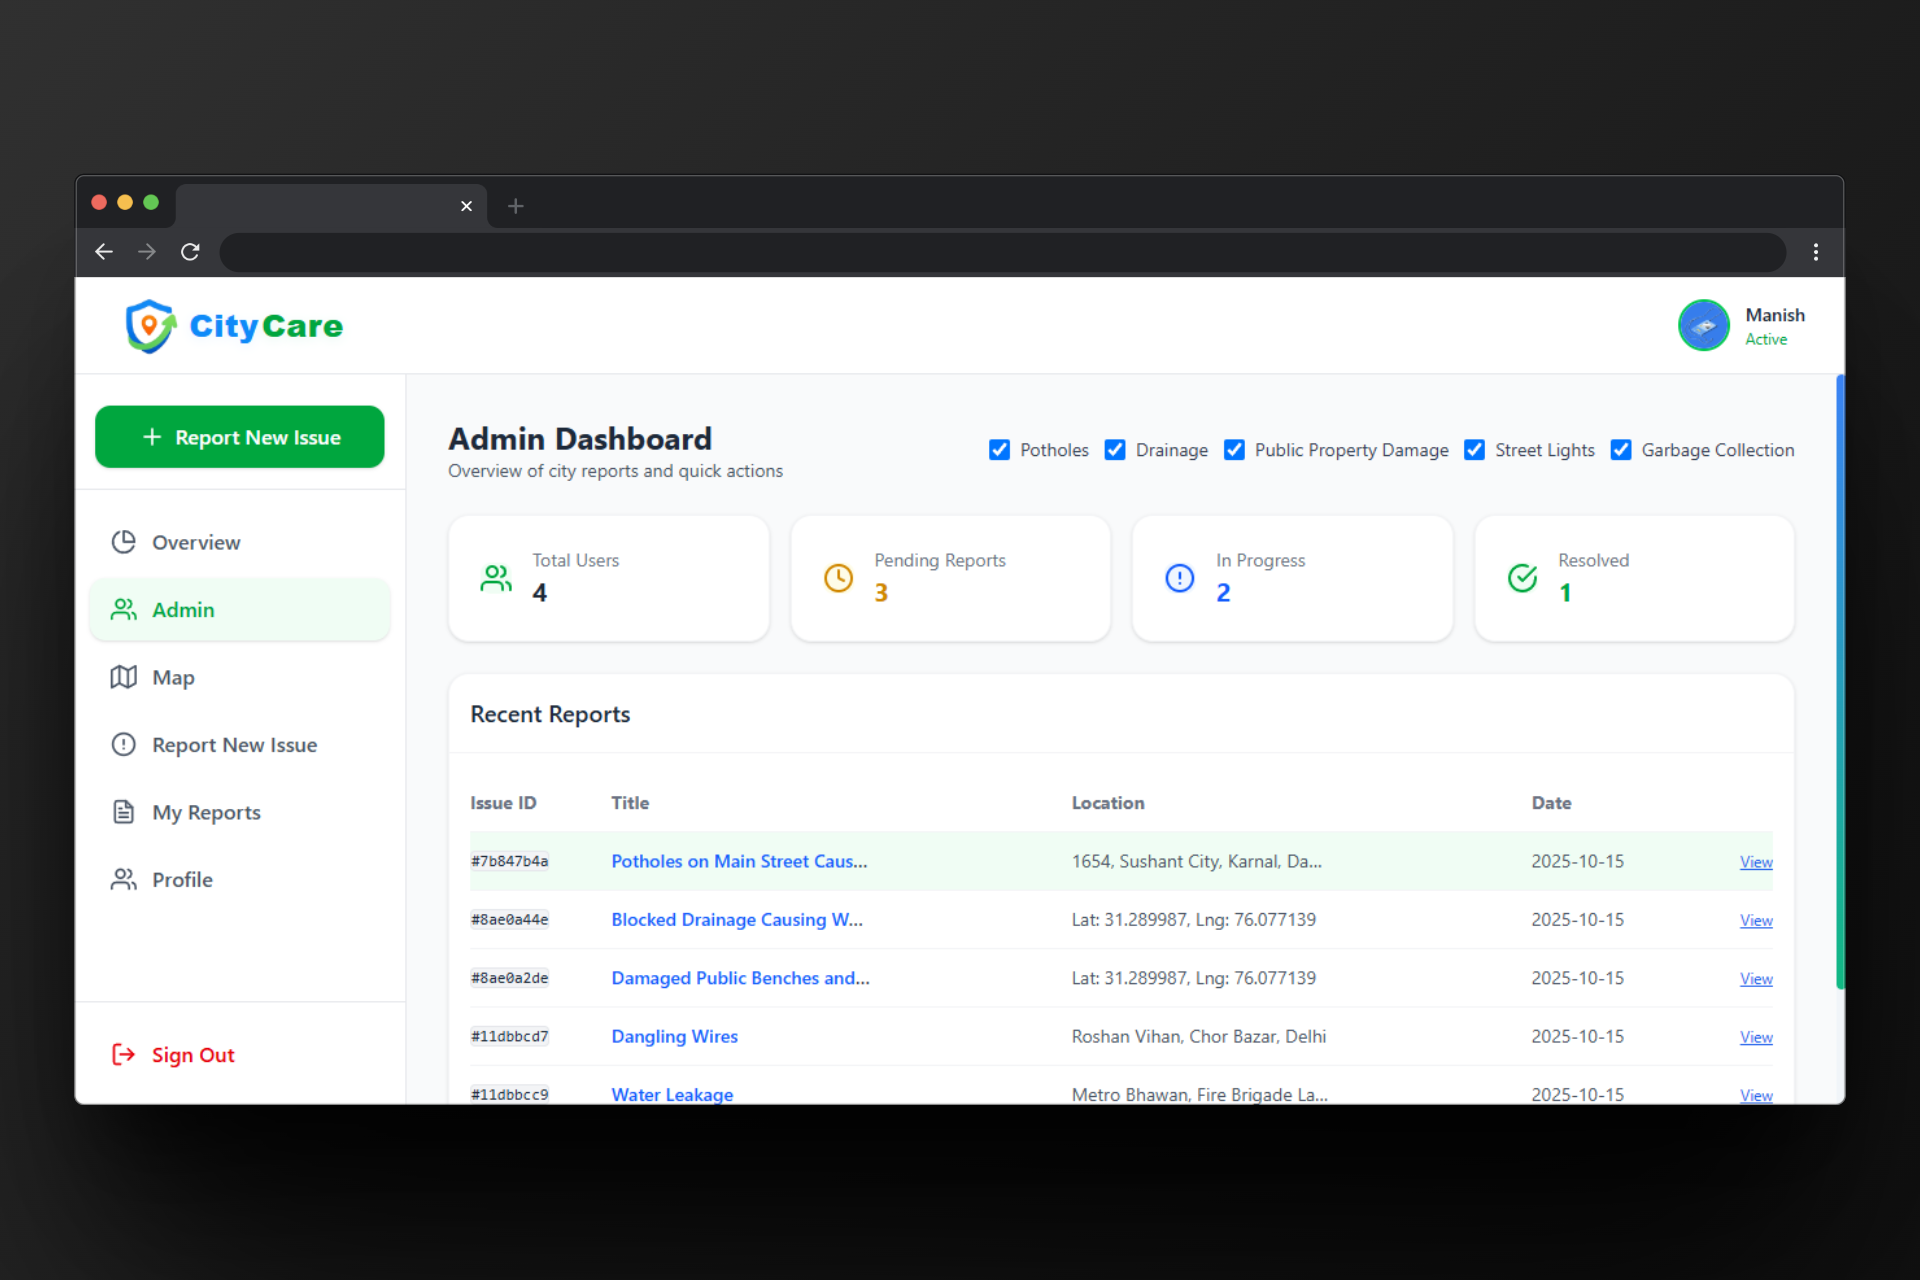 CityCare
Manish
Active
Report New Issue
Overview
Admin
Map
Report New Issue
My Reports
Profile
Sign Out
Admin Dashboard
Overview of city reports and quick actions
Potholes Drainage Public Property Damage Street Lights Garbage Collection
Total Users
4
Pending Reports
3
In Progress
2
Resolved
1
Recent Reports
Issue ID Title Location Date
#7b847b4a Potholes on Main Street Caus... 1654, Sushant City, Karnal, Da... 2025-10-15 View
#8ae0a44e Blocked Drainage Causing W... Lat: 31.289987, Lng: 76.077139 2025-10-15 View
#8ae0a2de Damaged Public Benches and... Lat: 31.289987, Lng: 76.077139 2025-10-15 View
#11dbbcd7 Dangling Wires Roshan Vihan, Chor Bazar, Delhi 2025-10-15 View
#11dbbcc9 Water Leakage Metro Bhawan, Fire Brigade La... 2025-10-15 View